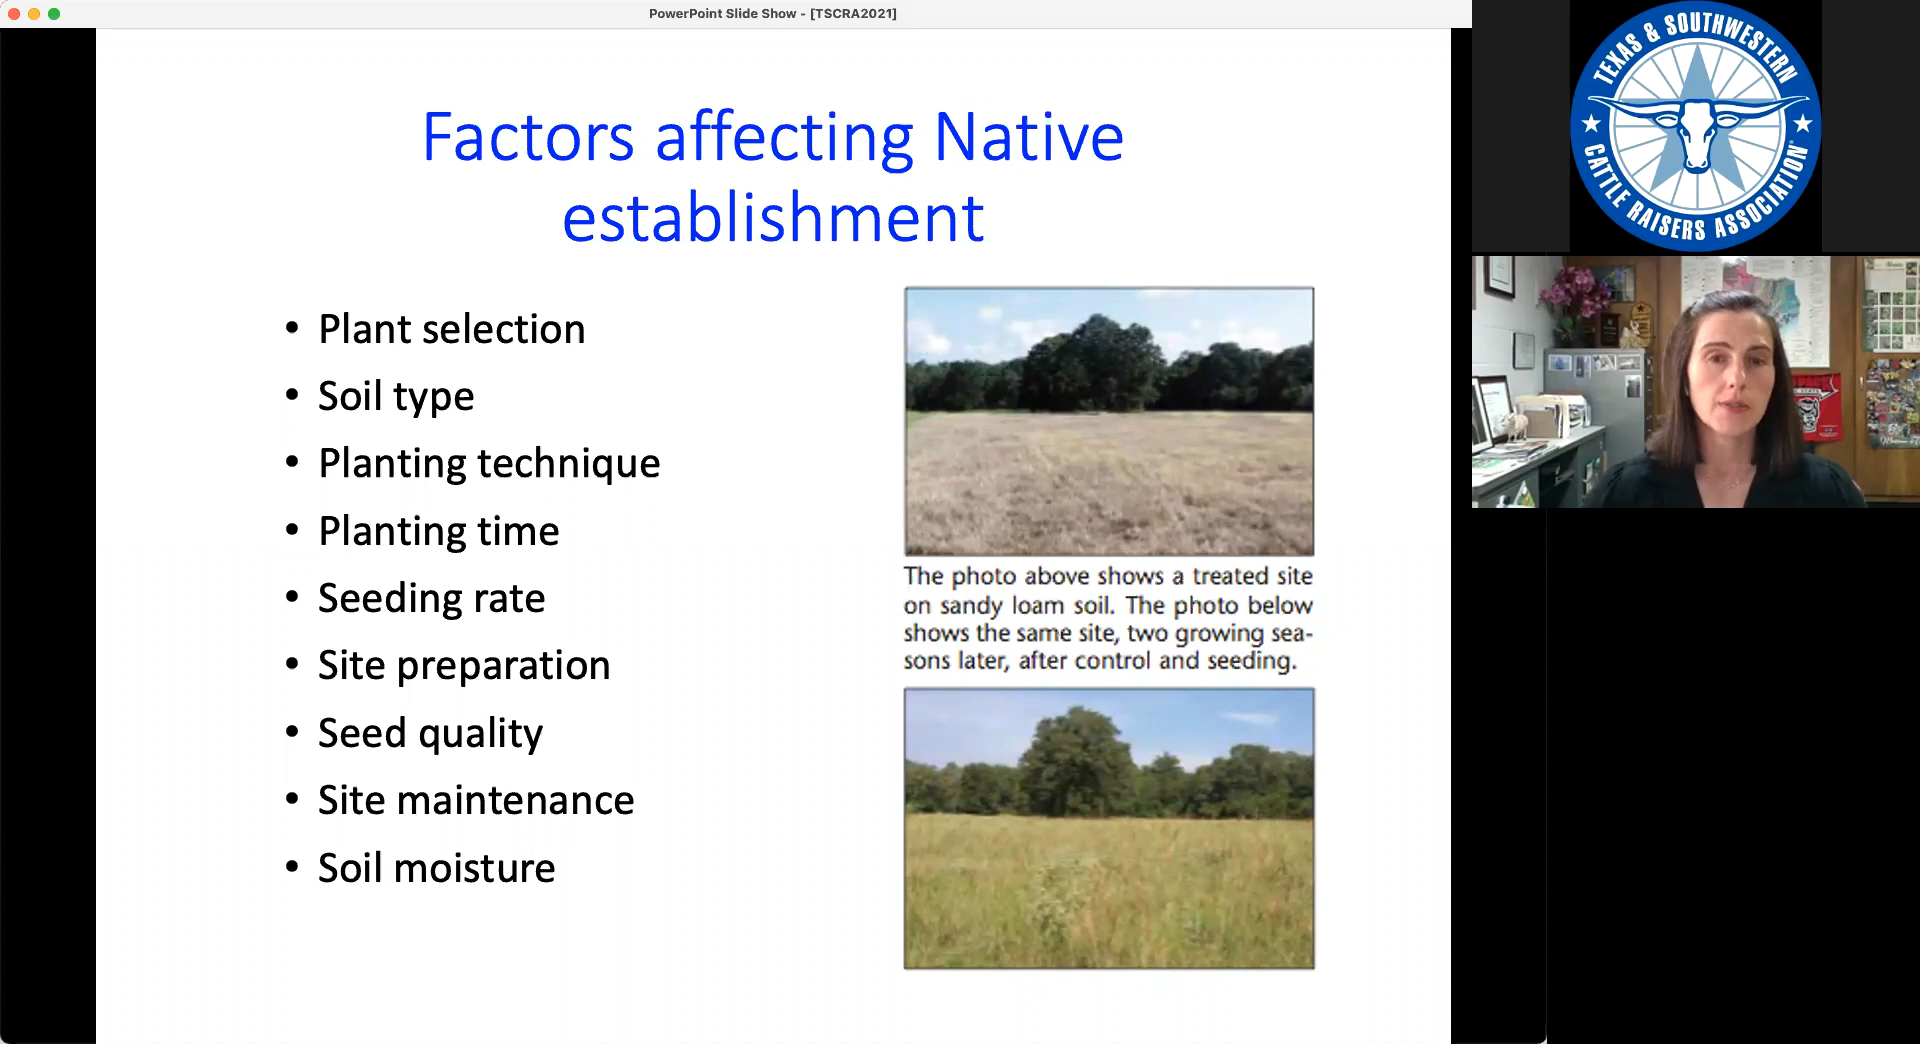 PowerPoint Slide Show - [TSCRA2021]
Factors affecting Native
establishment
• Plant selection
• Soil type
• Planting technique
• Planting time
• Seeding rate
• Site preparation
• Seed quality
• Site maintenance
• Soil moisture
The photo above shows a treated site
on sandy loam soil. The photo below
shows the same site, two growing sea-
sons later, after control and seeding.
TEXAS & SOUTHWESTERN
CATTLE RAISERS ASSOCIATION